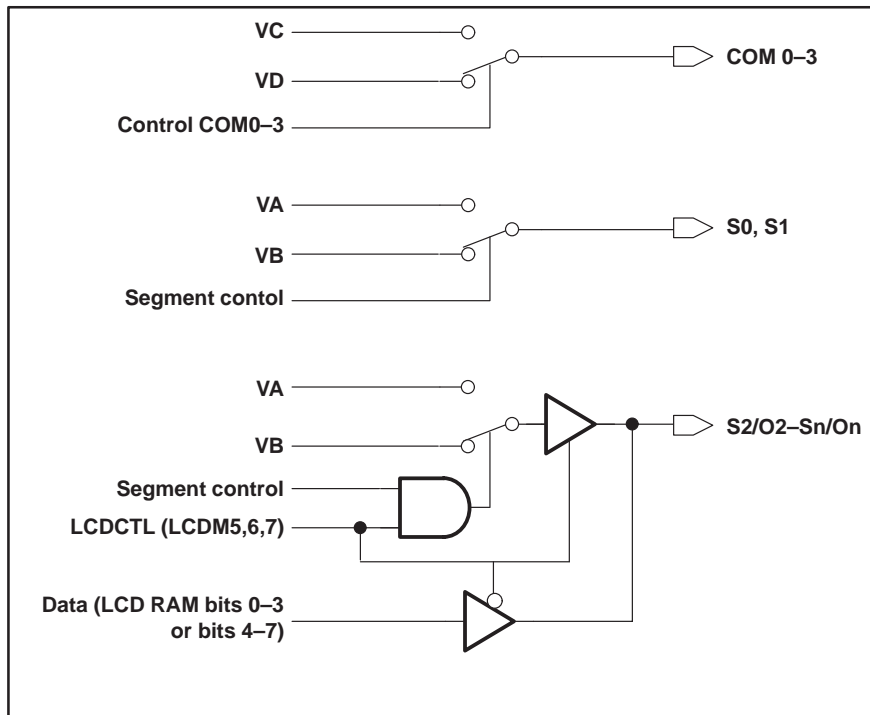 VC
COM 0–3
VD
Control COM0–3
VA
S0, S1
VB
Segment contol
VA
S2/O2–Sn/On
VB
Segment control
LCDCTL (LCDM5,6,7)
Data (LCD RAM bits 0–3
or bits 4–7)